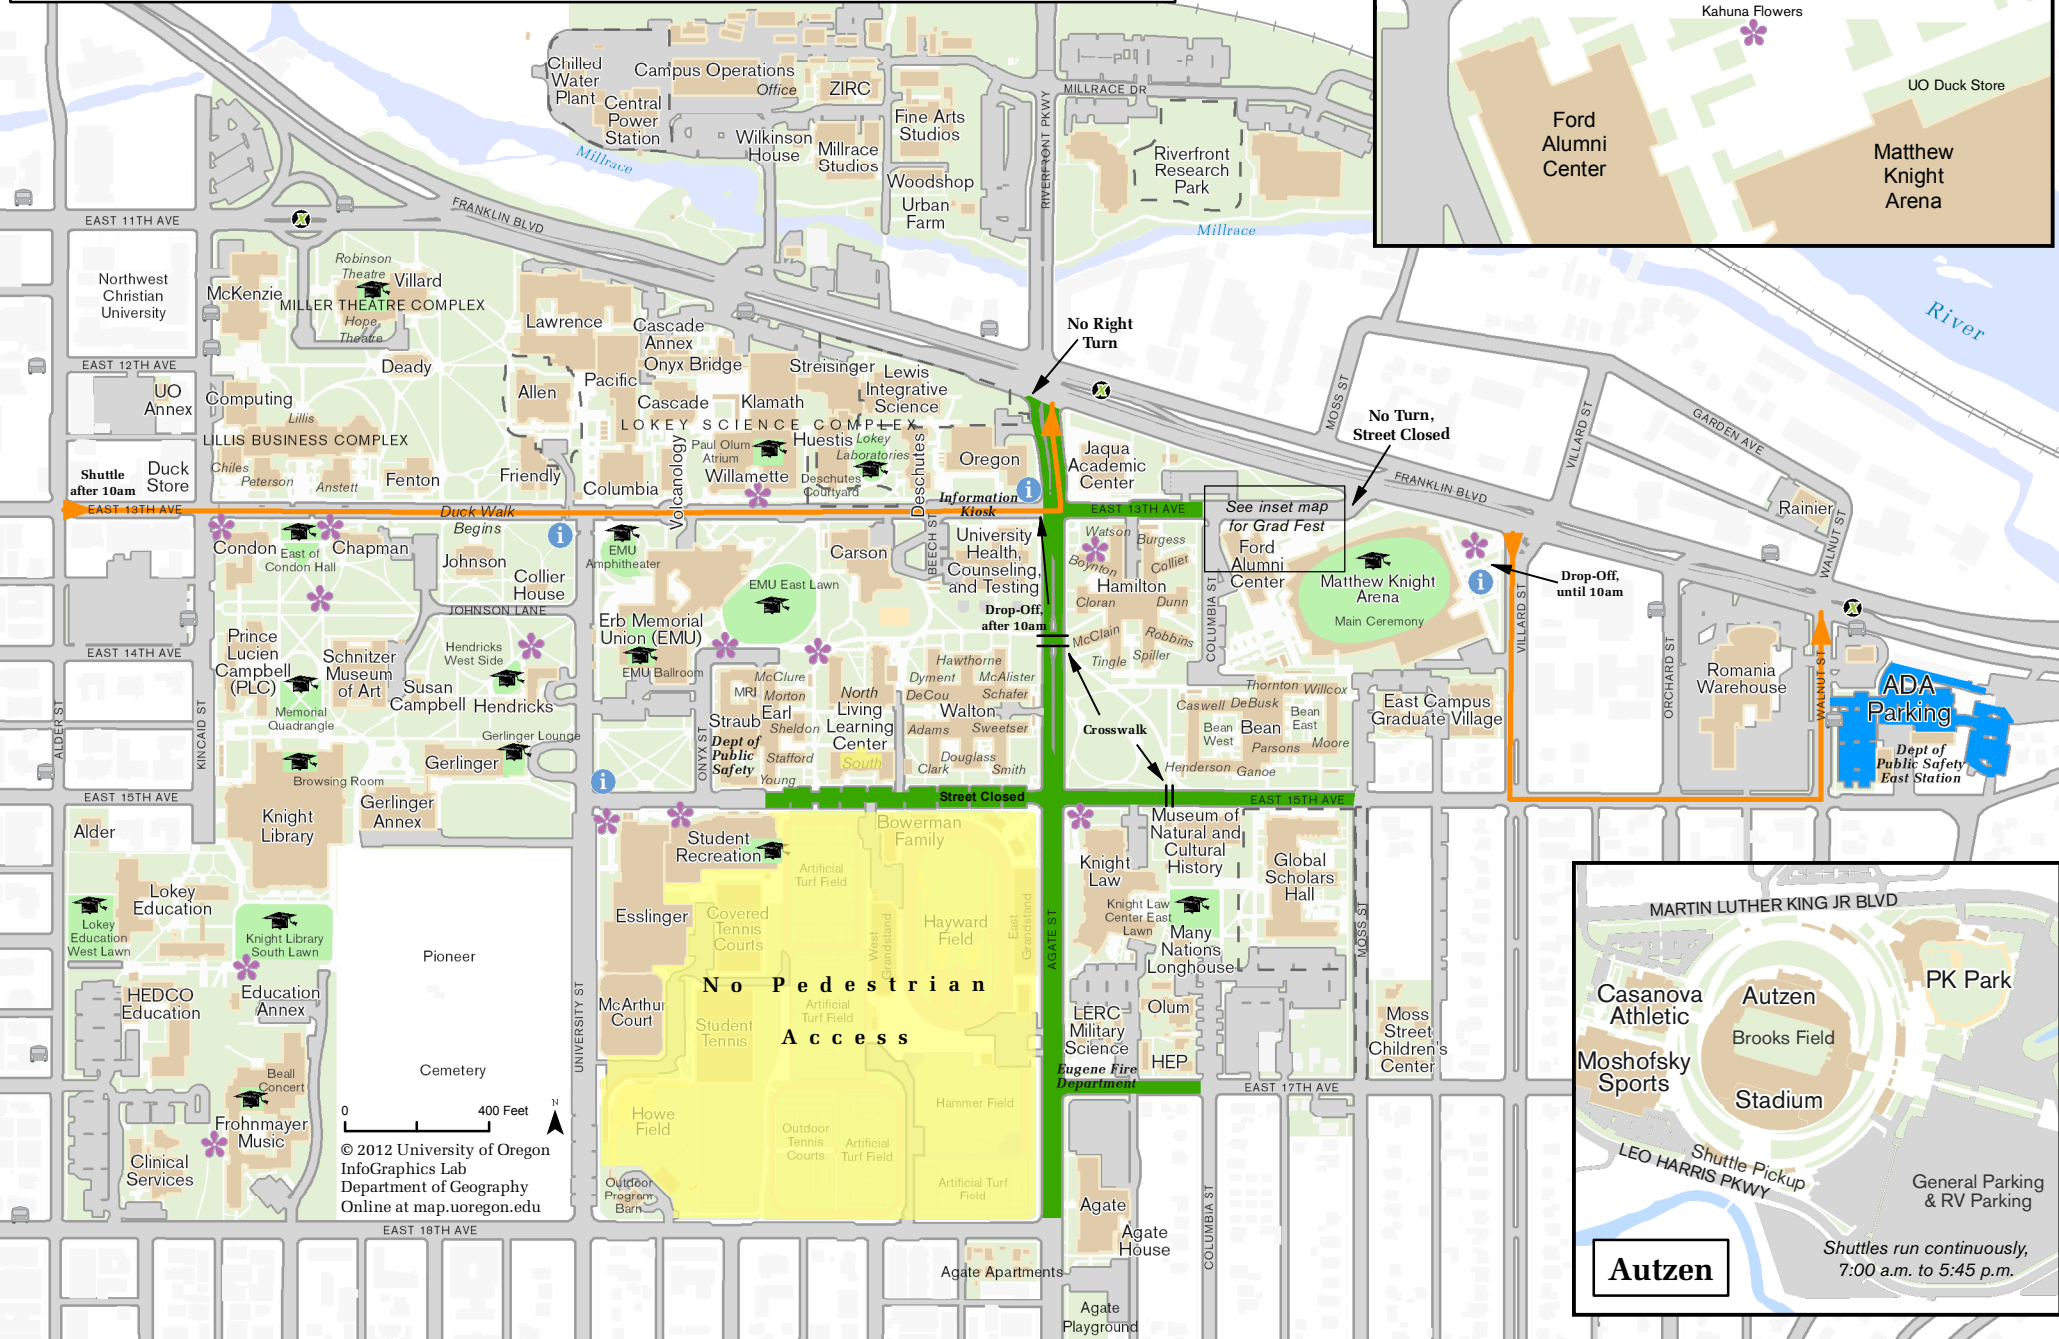 Kahuna Flowers
UO Duck Store
Ford
Alumni
Center
Matthew
Knight
Arena
Chilled
Water
Plant
Campus Operations
Office
Central
Power
Station
ZIRC
Fine Arts
Studios
Wilkinson
House
Millrace
Studios
Woodshop
Urban
Farm
Millrace
MILLRACE DR
RIVERFRONT PKWY
Riverfront
Research
Park
Millrace
River
EAST 11TH AVE
FRANKLIN BLVD
Northwest
Christian
University
McKenzie
Robinson
Theatre
Villard
MILLER THEATRE COMPLEX
Hope
Theatre
Deady
Lawrence
Cascade
Annex
Onyx Bridge
Pacific
Allen
Cascade
Klamath
Streisinger
Lewis
Integrative
Science
No Right
Turn
EAST 12TH AVE
UO
Annex
Computing
Lillis
LILLIS BUSINESS COMPLEX
Chiles
Peterson
Anstett
Fenton
Friendly
Columbia
LOKEY SCIENCE COMPLEX
Volcanology
Paul Olum
Atrium
Willamette
Huestis
Lokey
Laboratories
Deschutes
Courtyard
Deschutes
Oregon
Information
Kiosk
Jaqua
Academic
Center
MOSS ST
No Turn,
Street Closed
FRANKLIN BLVD
VILLARD ST
GARDEN AVE
Rainier
WALNUT ST
Duck
Store
Shuttle
after 10am
EAST 13TH AVE
Duck Walk
Begins
EAST 13TH AVE
See inset map
for Grad Fest
Ford
Alumni
Center
Condon
East of
Condon Hall
Chapman
Johnson
Collier
House
JOHNSON LANE
EMU
Amphitheater
Carson
BEECH ST
University
Health,
Counseling,
and Testing
EMU East Lawn
Erb Memorial
Union (EMU)
EMU Ballroom
Drop-Off,
after 10am
Watson
Burgess
Boynton
Collier
Hamilton
Cloran
Dunn
McClain
Robbins
Tingle
Spiller
COLUMBIA ST
Matthew Knight
Arena
Main Ceremony
Drop-Off,
until 10am
VILLARD ST
ORCHARD ST
Romania
Warehouse
WALNUT ST
ADA
Parking
Dept of
Public Safety
East Station
EAST 14TH AVE
Prince
Lucien
Campbell
(PLC)
Schnitzer
Museum
of Art
Memorial
Quadrangle
Hendricks
West Side
Susan
Campbell
Hendricks
Gerlinger Lounge
Gerlinger
ALDER ST
KINCAID ST
Browsing Room
Knight
Library
Gerlinger
Annex
ONYX ST
MRI
Straub
Dept of
Public
Safety
McClure
Morton
Earl
Sheldon
Stafford
Young
North
Living
Learning
Center
South
Hawthorne
Dyment
McAlister
DeCou
Schafer
Walton
Adams
Sweetser
Douglass
Clark
Smith
Crosswalk
Thornton
Willcox
Caswell
DeBusk
Bean
West
Bean
Bean
East
Parsons
Moore
Henderson
Ganoe
East Campus
Graduate Village
EAST 15TH AVE
Street Closed
EAST 15TH AVE
Alder
Lokey
Education
Lokey
Education
West Lawn
Knight Library
South Lawn
HEDCO
Education
Education
Annex
Beall
Concert
Frohnmayer
Music
Clinical
Services
Pioneer
Cemetery
UNIVERSITY ST
0
400 Feet
N
© 2012 University of Oregon
InfoGraphics Lab
Department of Geography
Online at map.uoregon.edu
Student
Recreation
Esslinger
McArthur
Court
Bowerman
Family
Artificial
Turf Field
Covered
Tennis
Courts
West
Grandstand
Hayward
Field
East
Grandstand
No Pedestrian
Access
Artificial
Turf Field
Student
Tennis
Howe
Field
Outdoor
Tennis
Courts
Artificial
Turf Field
Hammer Field
Artificial Turf
Field
Outdoor
Program
Barn
AGATE ST
Knight
Law
Museum of
Natural and
Cultural
History
Global
Scholars
Hall
Knight Law
Center East
Lawn
Many
Nations
Longhouse
LERC
Military
Science
Olum
HEP
Eugene Fire
Department
MOSS ST
Moss
Street
Children's
Center
EAST 17TH AVE
Agate
Agate
House
COLUMBIA ST
EAST 18TH AVE
Agate Apartments
Agate
Playground
MARTIN LUTHER KING JR BLVD
Casanova
Athletic
Moshofsky
Sports
Autzen
Brooks Field
Stadium
PK Park
Shuttle Pickup
LEO HARRIS PKWY
General Parking
& RV Parking
Shuttles run continuously,
7:00 a.m. to 5:45 p.m.
Autzen